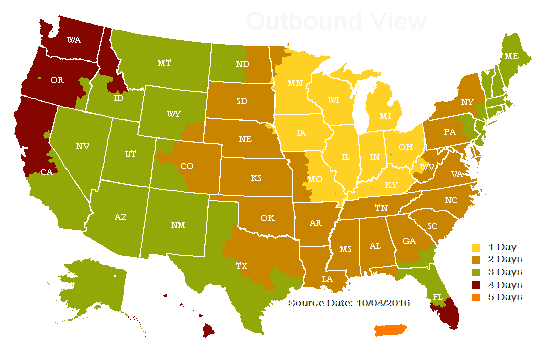 Outbound View
WA
MT
ND
MN
ME
OR
ID
WY
SD
WI
MI
NY
NV
UT
CO
NE
IA
IL
IN
OH
PA
CA
AZ
NM
KS
MO
KY
WV
VA
OK
AR
TN
NC
TX
LA
MS
AL
GA
SC
FL
1 Day
2 Days
3 Days
4 Days
5 Days
Source Date: 10/04/2016